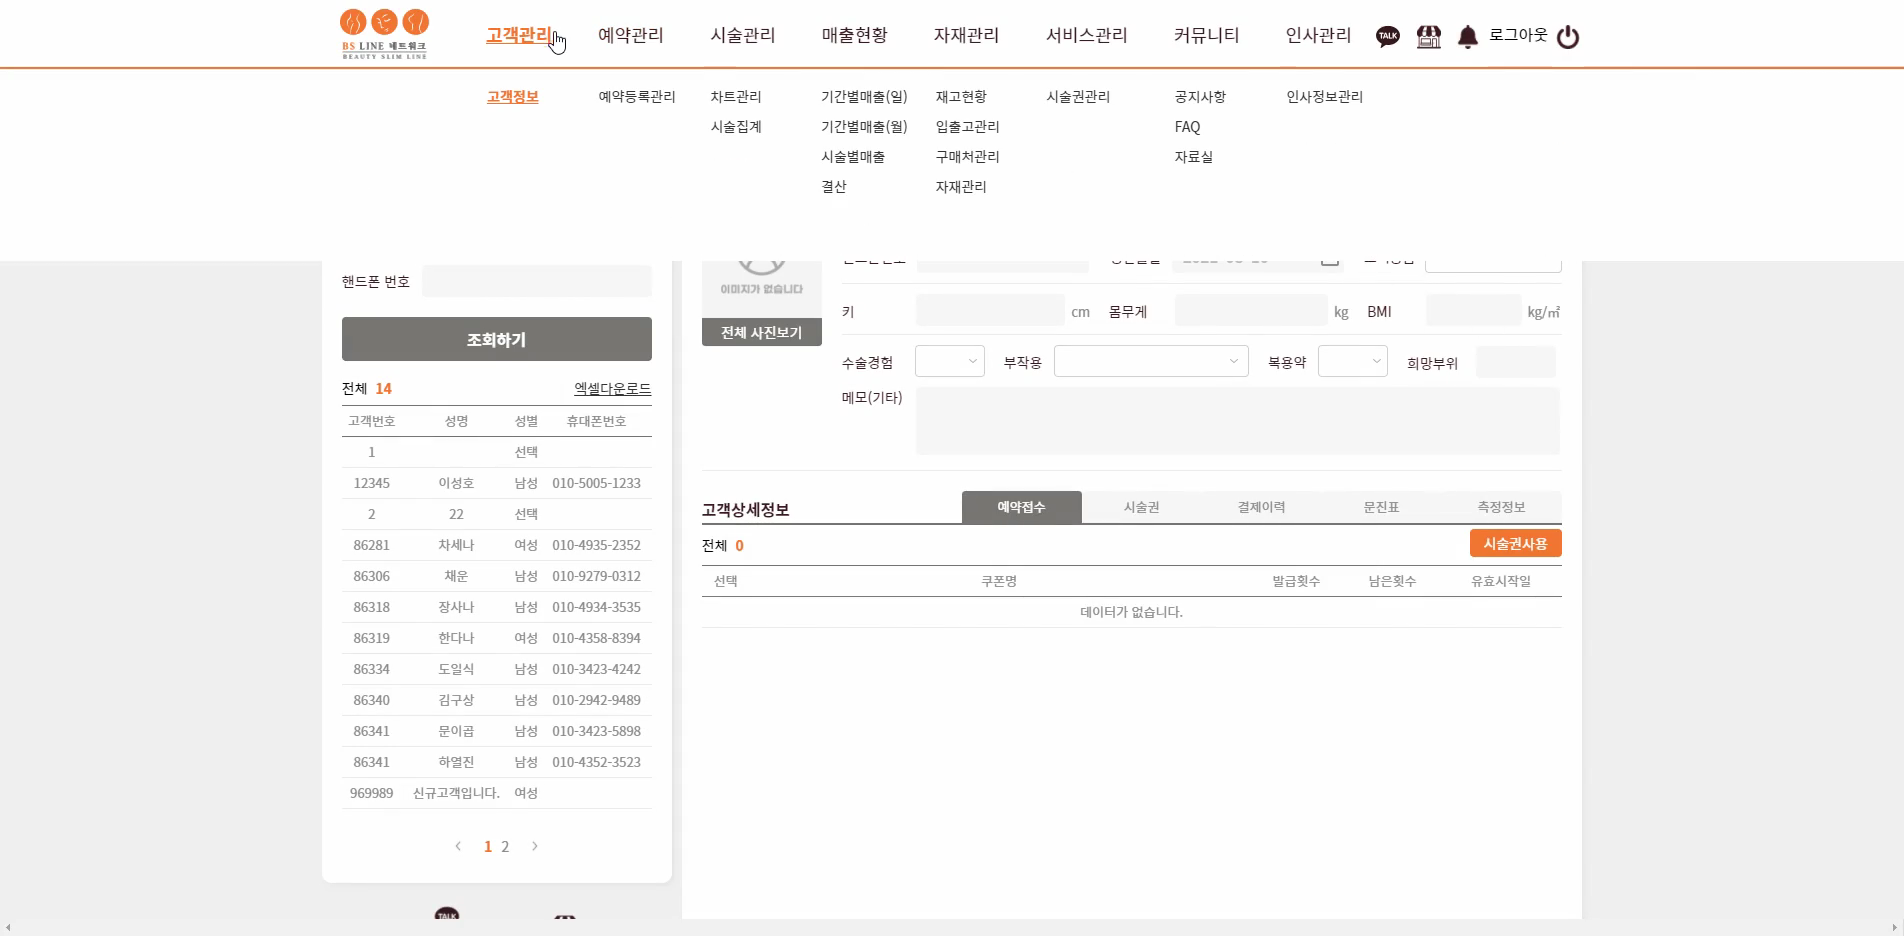 BS LINE 네트워크
BEAUTY SLIM LINE
고객관리 예약관리 시술관리 매출현황 자재관리 서비스관리 커뮤니티 인사관리 TALK 로그아웃
고객정보 예약등록관리 차트관리 기간별매출(일) 재고현황 시술권관리 공지사항 인사정보관리
시술집계 기간별매출(월) 입출고관리 FAQ
시술별매출 구매처관리 자료실
결산 자재관리
핸드폰 번호
조회하기
전체 14 엑셀다운로드
고객번호 성명 성별 휴대폰번호
1 선택
12345 이성호 남성 010-5005-1233
2 22 선택
86281 차세나 여성 010-4935-2352
86306 채운 남성 010-9279-0312
86318 장사나 남성 010-4934-3535
86319 한다나 여성 010-4358-8394
86334 도일식 남성 010-3423-4242
86340 김구상 남성 010-2942-9489
86341 문이곱 남성 010-3423-5898
86341 하열진 남성 010-4352-3523
969989 신규고객입니다. 여성
1 2
TALK
이미지가 없습니다
전체 사진보기
키 cm 몸무게 kg BMI kg/㎡
수술경험 부작용 복용약 희망부위
메모(기타)
고객상세정보 예약접수 시술권 결제이력 문진표 측정정보
전체 0 시술권사용
선택 쿠폰명 발급횟수 남은횟수 유효시작일
데이터가 없습니다.